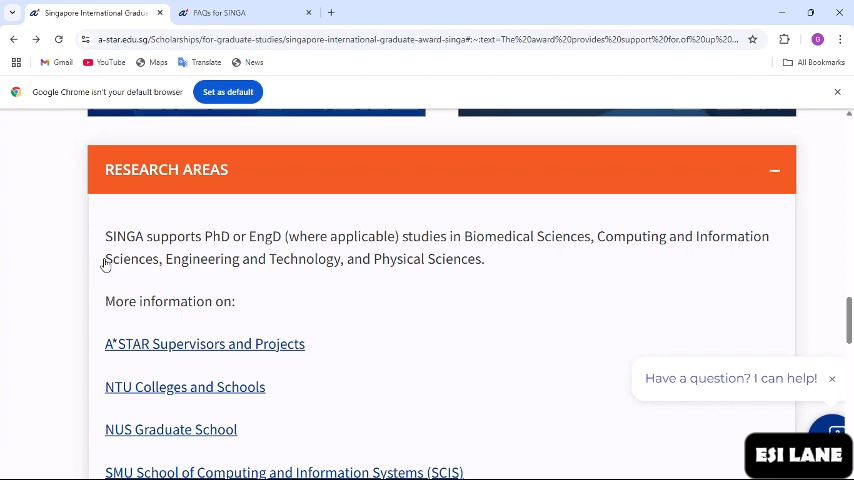 Singapore International Gradua
FAQs for SINGA
a-star.edu.sg/Scholarships/for-graduate-studies/singapore-international-graduate-award-singa#:~:text=The%20award%20provides%20support%20for.of%20up%20...
Gmail
YouTube
Maps
Translate
News
All Bookmarks
G
Google Chrome isn't your default browser
Set as default
RESEARCH AREAS
SINGA supports PhD or EngD (where applicable) studies in Biomedical Sciences, Computing and Information
Sciences, Engineering and Technology, and Physical Sciences.
More information on:
A*STAR Supervisors and Projects
NTU Colleges and Schools
NUS Graduate School
SMU School of Computing and Information Systems (SCIS)
Have a question? I can help!
ESI LANE